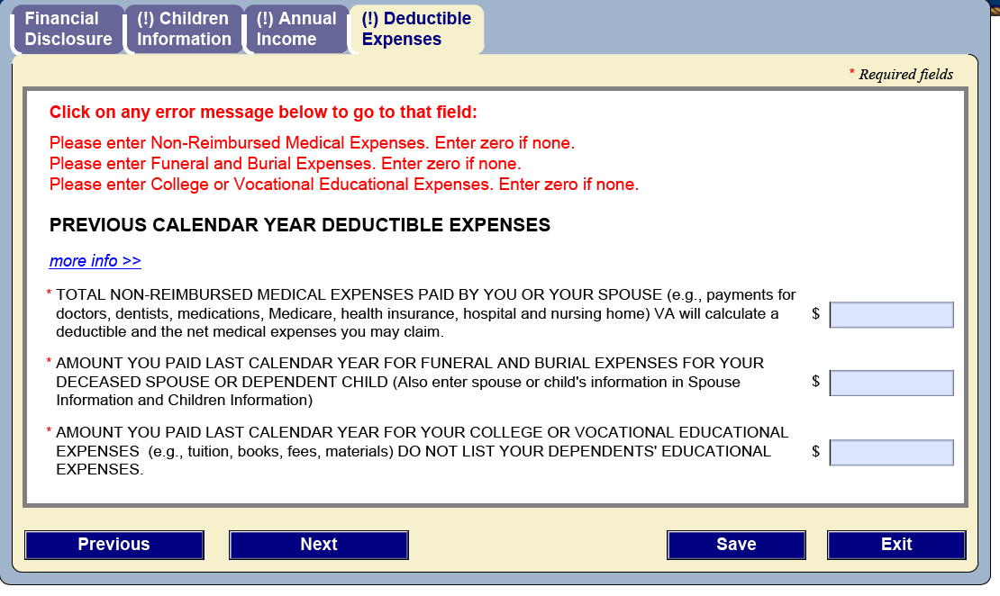 Financial Disclosure
(!) Children Information
(!) Annual Income
(!) Deductible Expenses
* Required fields
Click on any error message below to go to that field:
Please enter Non-Reimbursed Medical Expenses. Enter zero if none.
Please enter Funeral and Burial Expenses. Enter zero if none.
Please enter College or Vocational Educational Expenses. Enter zero if none.
PREVIOUS CALENDAR YEAR DEDUCTIBLE EXPENSES
more info >>
* TOTAL NON-REIMBURSED MEDICAL EXPENSES PAID BY YOU OR YOUR SPOUSE (e.g., payments for
doctors, dentists, medications, Medicare, health insurance, hospital and nursing home) VA will calculate a
deductible and the net medical expenses you may claim.
$
* AMOUNT YOU PAID LAST CALENDAR YEAR FOR FUNERAL AND BURIAL EXPENSES FOR YOUR
DECEASED SPOUSE OR DEPENDENT CHILD (Also enter spouse or child's information in Spouse
Information and Children Information)
$
* AMOUNT YOU PAID LAST CALENDAR YEAR FOR YOUR COLLEGE OR VOCATIONAL EDUCATIONAL
EXPENSES  (e.g., tuition, books, fees, materials) DO NOT LIST YOUR DEPENDENTS' EDUCATIONAL
EXPENSES.
$
Previous
Next
Save
Exit